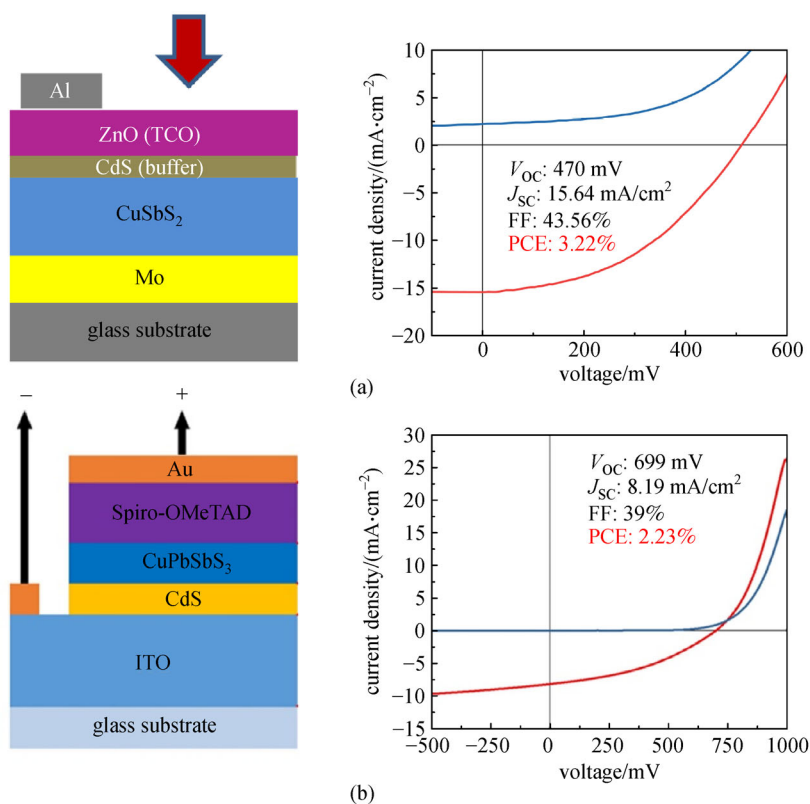 Al
ZnO (TCO)
CdS (buffer)
CuSbS₂
Mo
glass substrate
current density/(mA·cm⁻²)
10
5
0
−5
−10
−15
−20
V_OC: 470 mV
J_SC: 15.64 mA/cm²
FF: 43.56%
PCE: 3.22%
0 200 400 600
voltage/mV
(a)
− +
Au
Spiro-OMeTAD
CuPbSbS₃
CdS
ITO
glass substrate
current density/(mA·cm⁻²)
30
25
20
15
10
5
0
−5
−10
−15
V_OC: 699 mV
J_SC: 8.19 mA/cm²
FF: 39%
PCE: 2.23%
−500 −250 0 250 500 750 1000
voltage/mV
(b)